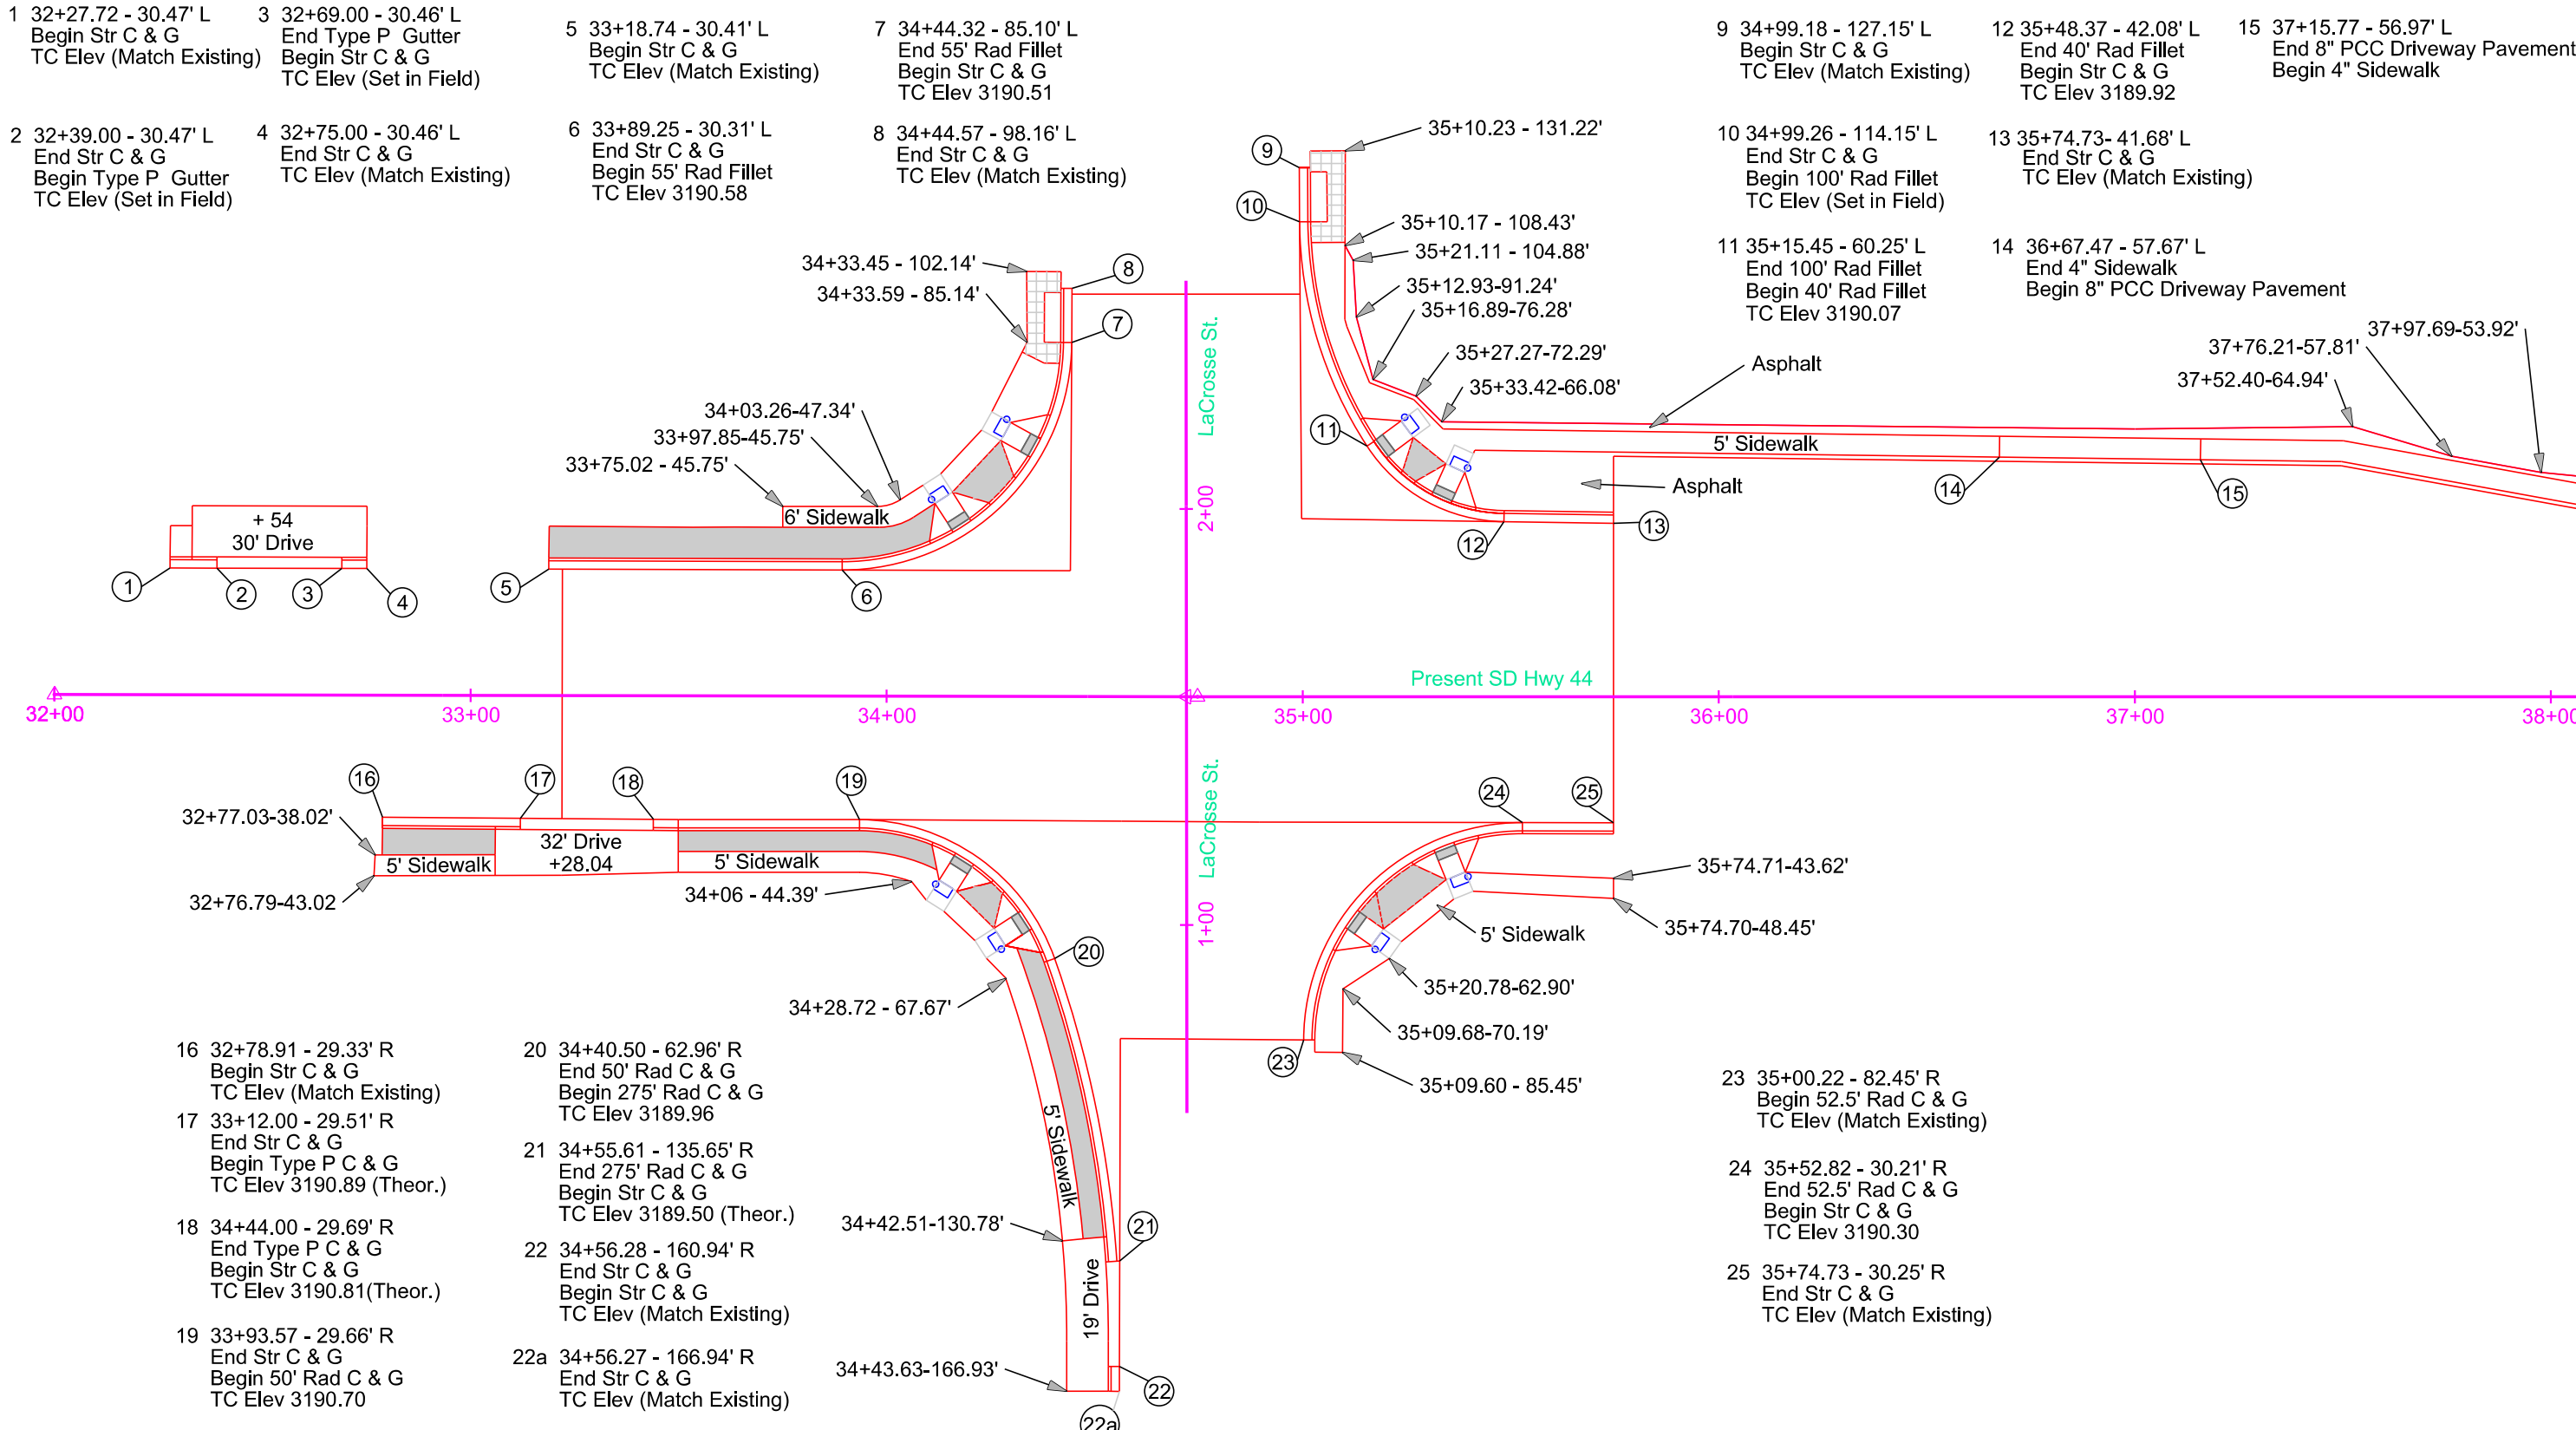 1 32+27.72 - 30.47' L
Begin Str C & G
TC Elev (Match Existing)
3 32+69.00 - 30.46' L
End Type P Gutter
Begin Str C & G
TC Elev (Set in Field)
5 33+18.74 - 30.41' L
Begin Str C & G
TC Elev (Match Existing)
7 34+44.32 - 85.10' L
End 55' Rad Fillet
Begin Str C & G
TC Elev 3190.51
9 34+99.18 - 127.15' L
Begin Str C & G
TC Elev (Match Existing)
12 35+48.37 - 42.08' L
End 40' Rad Fillet
Begin Str C & G
TC Elev 3189.92
15 37+15.77 - 56.97' L
End 8" PCC Driveway Pavement
Begin 4" Sidewalk
2 32+39.00 - 30.47' L
End Str C & G
Begin Type P Gutter
TC Elev (Set in Field)
4 32+75.00 - 30.46' L
End Str C & G
TC Elev (Match Existing)
6 33+89.25 - 30.31' L
End Str C & G
Begin 55' Rad Fillet
TC Elev 3190.58
8 34+44.57 - 98.16' L
End Str C & G
TC Elev (Match Existing)
10 34+99.26 - 114.15' L
End Str C & G
Begin 100' Rad Fillet
TC Elev (Set in Field)
13 35+74.73- 41.68' L
End Str C & G
TC Elev (Match Existing)
11 35+15.45 - 60.25' L
End 100' Rad Fillet
Begin 40' Rad Fillet
TC Elev 3190.07
14 36+67.47 - 57.67' L
End 4" Sidewalk
Begin 8" PCC Driveway Pavement
35+10.23 - 131.22'
9
10
35+10.17 - 108.43'
35+21.11 - 104.88'
35+12.93-91.24'
35+16.89-76.28'
35+27.27-72.29'
35+33.42-66.08'
34+33.45 - 102.14'
34+33.59 - 85.14'
8
7
34+03.26-47.34'
33+97.85-45.75'
33+75.02 - 45.75'
6' Sidewalk
LaCrosse St.
2+00
11
12
13
Asphalt
5' Sidewalk
Asphalt
14
15
37+97.69-53.92'
37+76.21-57.81'
37+52.40-64.94'
+ 54
30' Drive
1
2
3
4
5
6
Present SD Hwy 44
32+00
33+00
34+00
35+00
36+00
37+00
38+00
16
17
18
19
32+77.03-38.02'
5' Sidewalk
32' Drive
+28.04
5' Sidewalk
32+76.79-43.02
34+06 - 44.39'
34+28.72 - 67.67'
20
LaCrosse St.
1+00
24
25
35+74.71-43.62'
35+74.70-48.45'
5' Sidewalk
35+20.78-62.90'
35+09.68-70.19'
35+09.60 - 85.45'
23
5' Sidewalk
34+42.51-130.78'
21
19' Drive
34+43.63-166.93'
22
22a
16 32+78.91 - 29.33' R
Begin Str C & G
TC Elev (Match Existing)
17 33+12.00 - 29.51' R
End Str C & G
Begin Type P C & G
TC Elev 3190.89 (Theor.)
18 34+44.00 - 29.69' R
End Type P C & G
Begin Str C & G
TC Elev 3190.81(Theor.)
19 33+93.57 - 29.66' R
End Str C & G
Begin 50' Rad C & G
TC Elev 3190.70
20 34+40.50 - 62.96' R
End 50' Rad C & G
Begin 275' Rad C & G
TC Elev 3189.96
21 34+55.61 - 135.65' R
End 275' Rad C & G
Begin Str C & G
TC Elev 3189.50 (Theor.)
22 34+56.28 - 160.94' R
End Str C & G
Begin Str C & G
TC Elev (Match Existing)
22a 34+56.27 - 166.94' R
End Str C & G
TC Elev (Match Existing)
23 35+00.22 - 82.45' R
Begin 52.5' Rad C & G
TC Elev (Match Existing)
24 35+52.82 - 30.21' R
End 52.5' Rad C & G
Begin Str C & G
TC Elev 3190.30
25 35+74.73 - 30.25' R
End Str C & G
TC Elev (Match Existing)